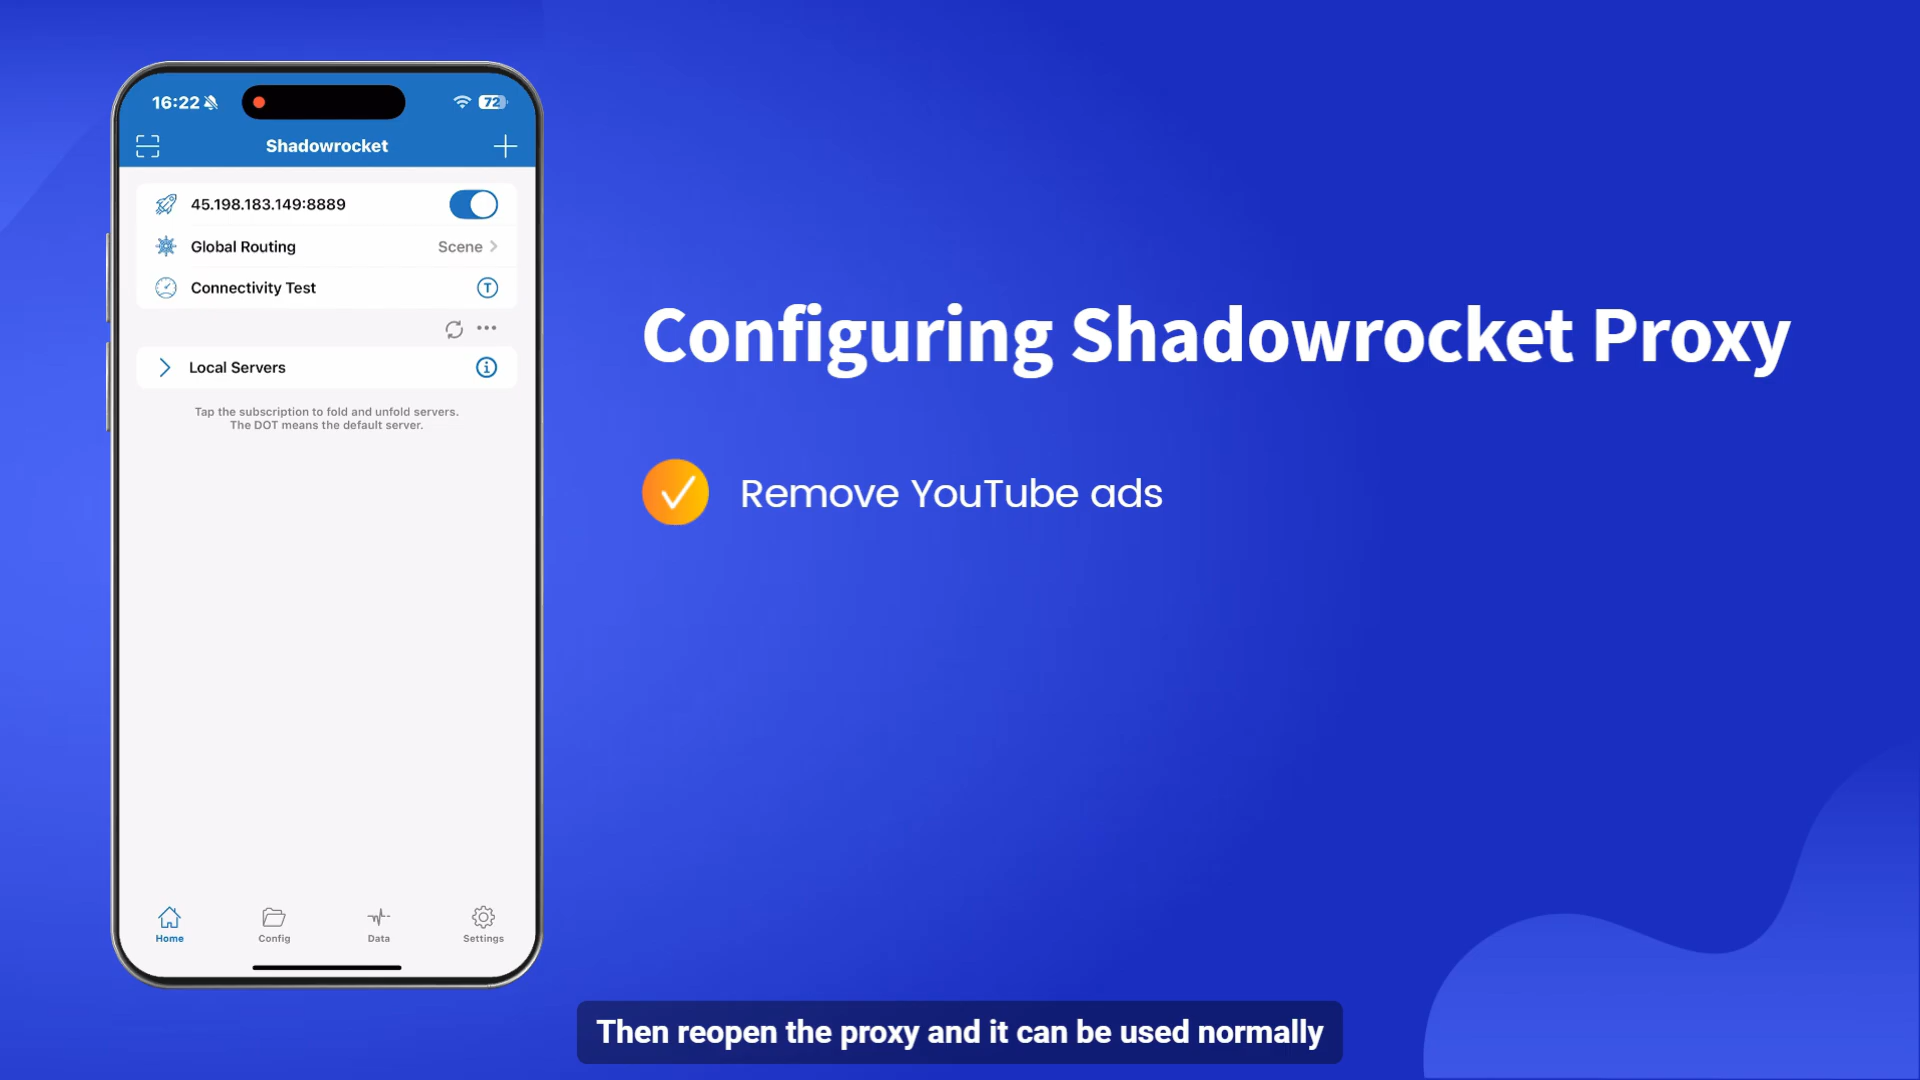 16:22
72
Shadowrocket
45.198.183.149:8889
Global Routing
Scene
Connectivity Test
T
Local Servers
Tap the subscription to fold and unfold servers.
The DOT means the default server.
Home
Config
Data
Settings
Configuring Shadowrocket Proxy
Remove YouTube ads
Then reopen the proxy and it can be used normally